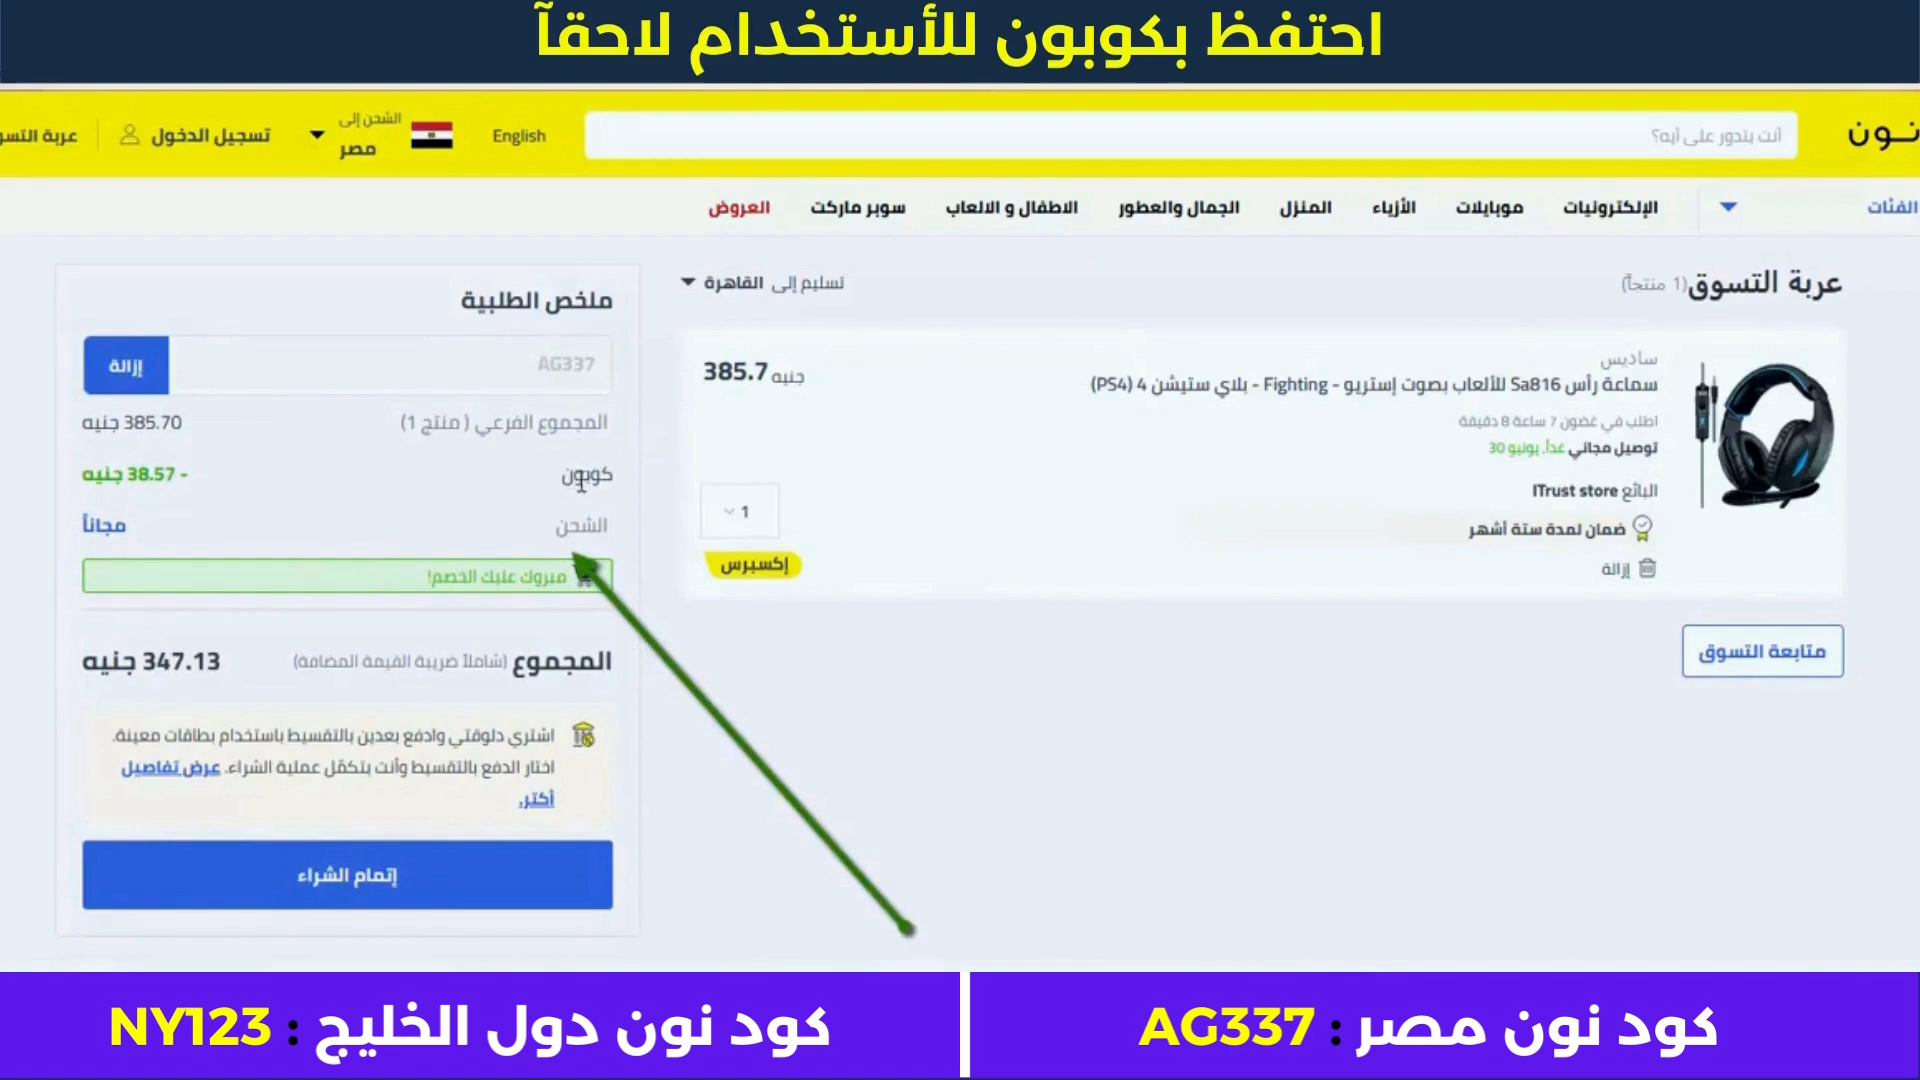 احتفظ بكوبون للأستخدام لاحقآ
نون
أنت بتدور على أيه؟
English
الشحن إلى
مصر
تسجيل الدخول
عربة
الفئات
الإلكترونيات
موبايلات
الأزياء
المنزل
الجمال والعطور
الاطفال و الالعاب
سوبر ماركت
العروض
عربة التسوق (1 منتجاً)
تسليم إلى القاهرة
ساديس
سماعة رأس Sa816 للألعاب بصوت إستريو - Fighting - بلاي ستيشن 4 (PS4)
جنيه 385.7
اطلب في غضون 7 ساعة 8 دقيقة
توصيل مجاني غداً, يونيو 30
البائع ITrust store
ضمان لمدة ستة أشهر
إزالة
1
إكسبرس
متابعة التسوق
ملخص الطلبية
AG337
إزالة
المجموع الفرعي ( منتج 1)
385.70 جنيه
كوبون
- 38.57 جنيه
الشحن
مجاناً
مبروك عليك الخصم!
المجموع (شاملاً ضريبة القيمة المضافة)
347.13 جنيه
اشتري دلوقتي وادفع بعدين بالتقسيط باستخدام بطاقات معينة.
اختار الدفع بالتقسيط وأنت بتكمّل عملية الشراء. عرض تفاصيل
أكتر.
إتمام الشراء
كود نون مصر : AG337
كود نون دول الخليج : NY123